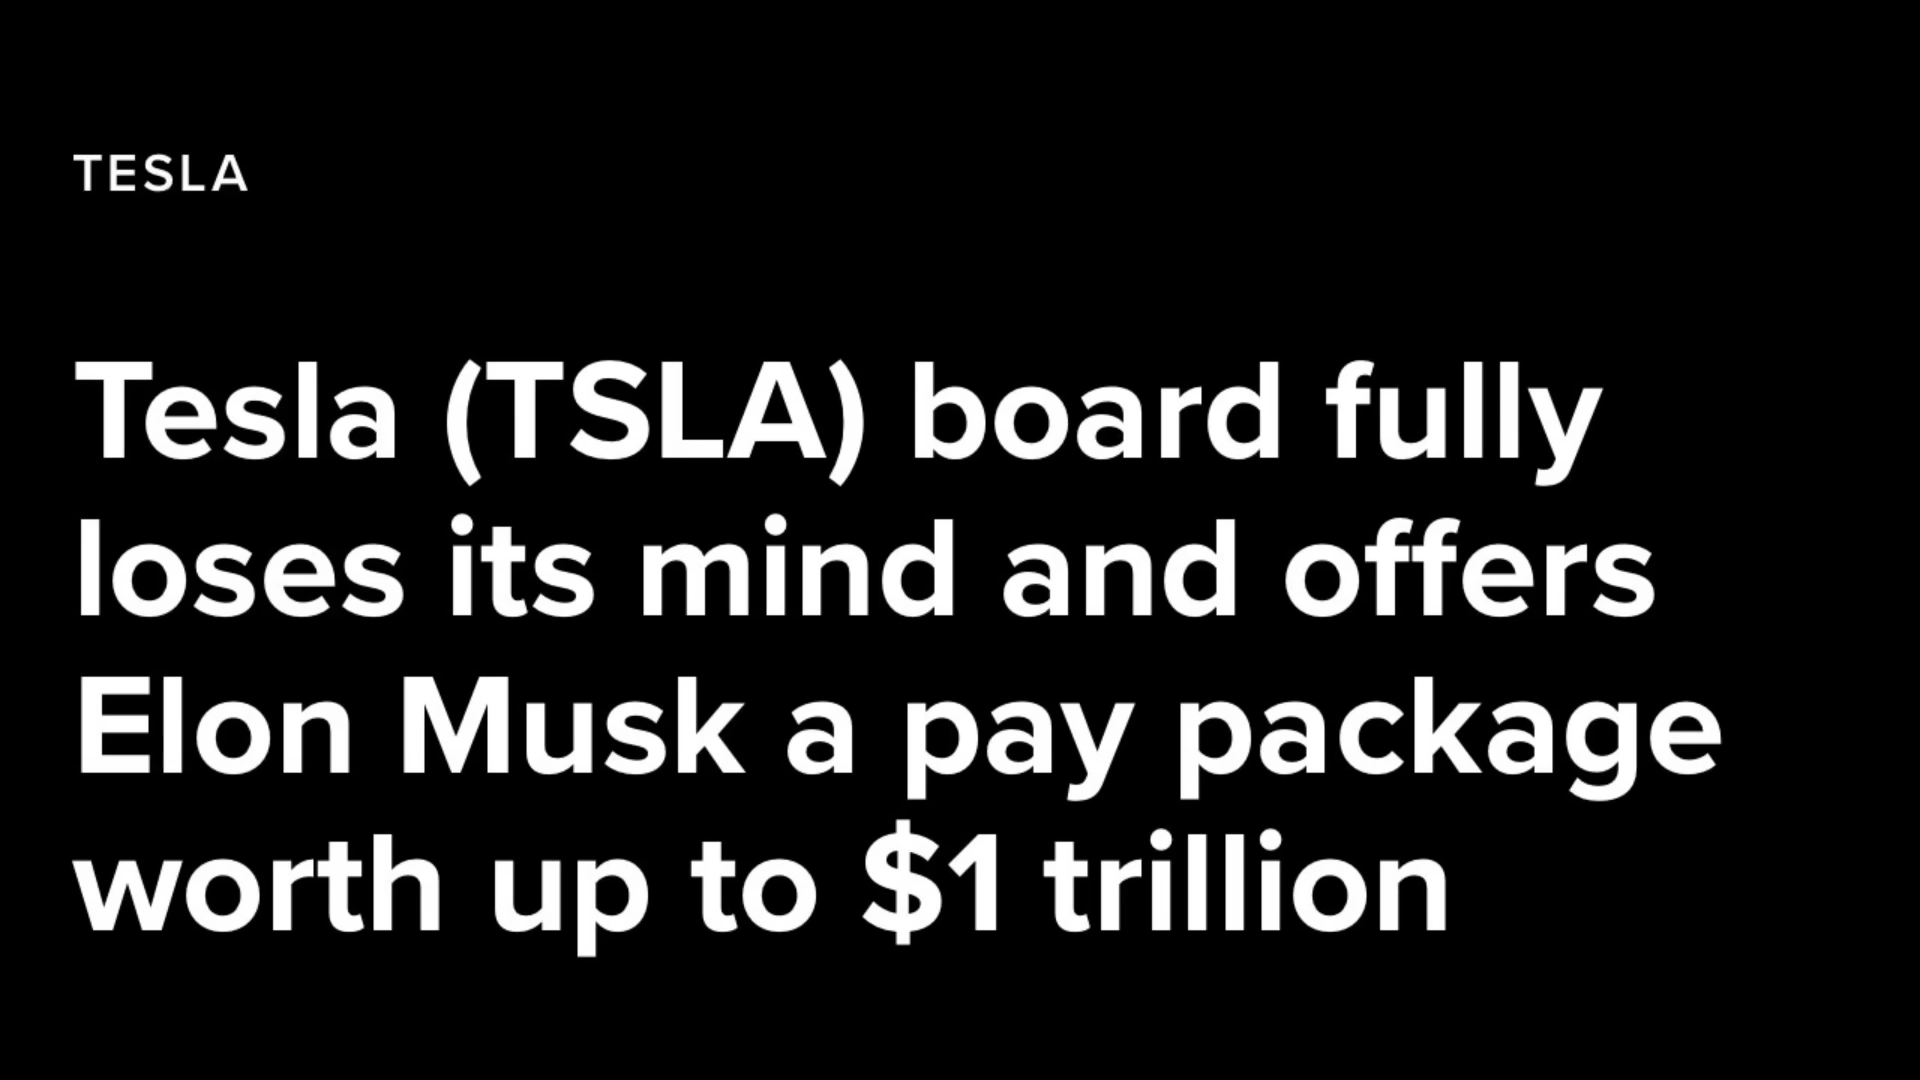 TESLA
Tesla (TSLA) board fully
loses its mind and offers
Elon Musk a pay package
worth up to $1 trillion